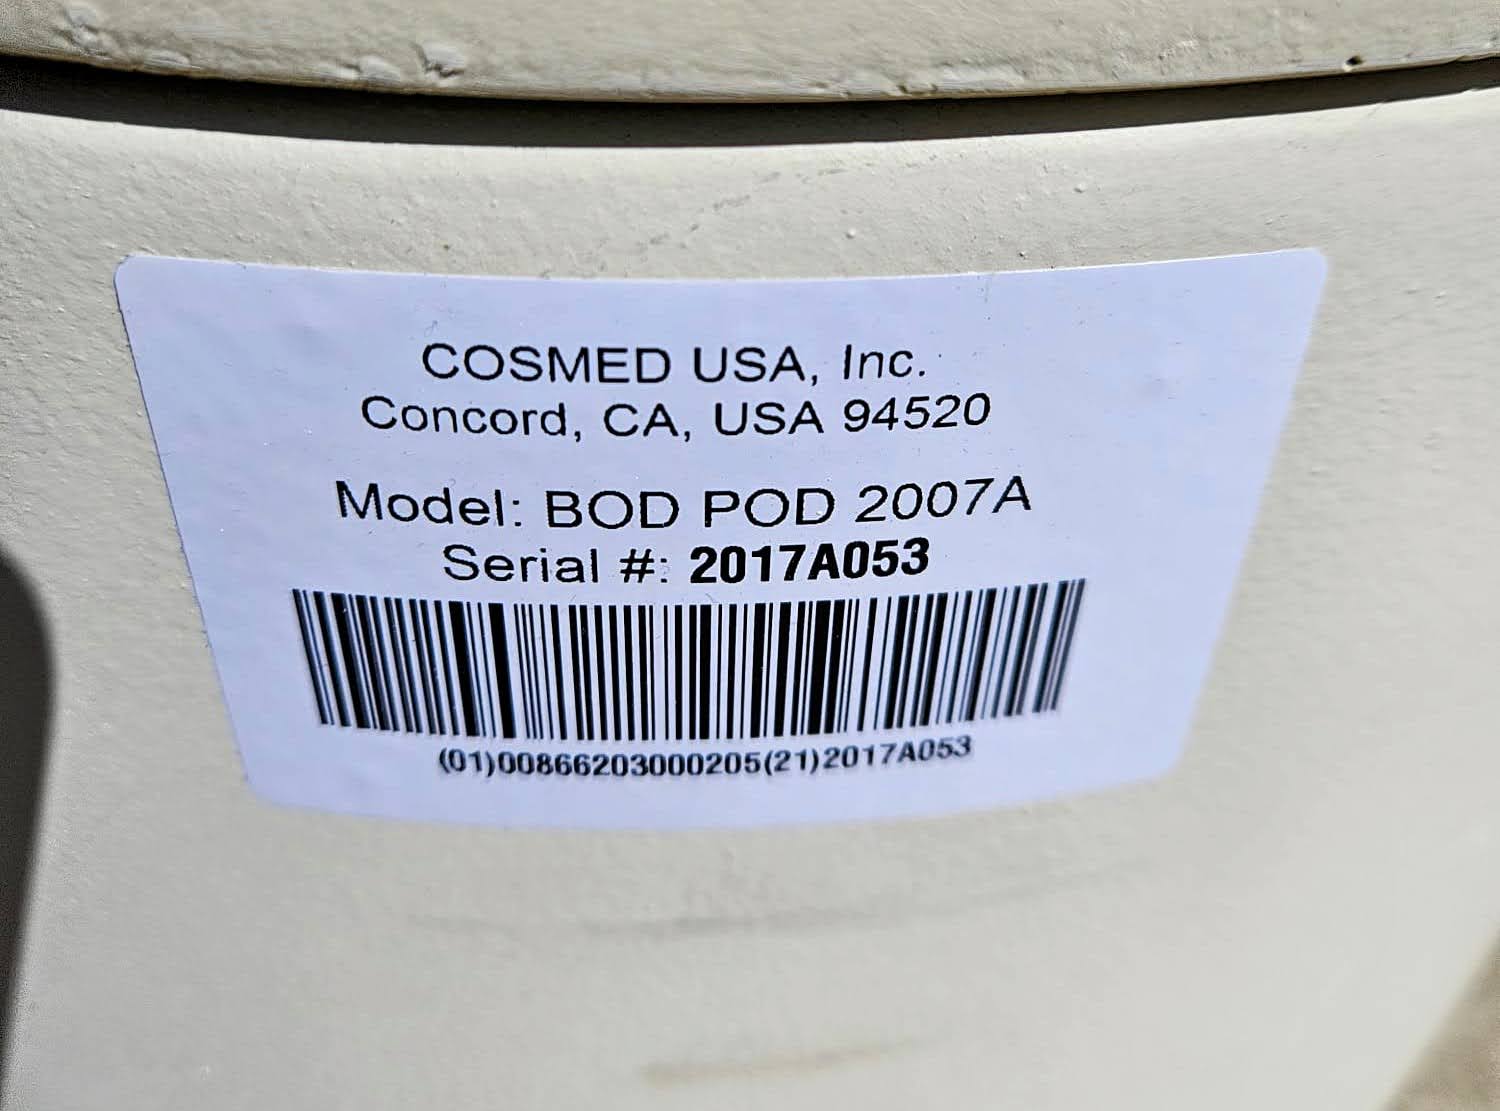 COSMED USA, Inc.
Concord, CA, USA 94520
Model: BOD POD 2007A
Serial #: 2017A053
(01)00866203000205(21)2017A053